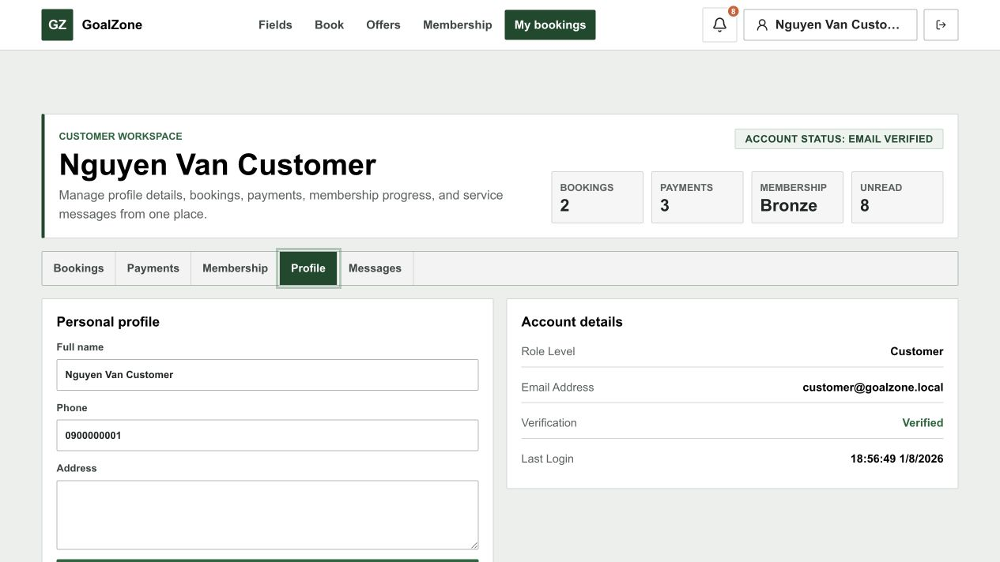 GZ GoalZone Fields Book Offers Membership My bookings 8 Nguyen Van Custo...
CUSTOMER WORKSPACE
ACCOUNT STATUS: EMAIL VERIFIED
Nguyen Van Customer
Manage profile details, bookings, payments, membership progress, and service
messages from one place.
BOOKINGS
2
PAYMENTS
3
MEMBERSHIP
Bronze
UNREAD
8
Bookings Payments Membership Profile Messages
Personal profile
Full name
Nguyen Van Customer
Phone
0900000001
Address
Account details
Role Level Customer
Email Address customer@goalzone.local
Verification Verified
Last Login 18:56:49 1/8/2026